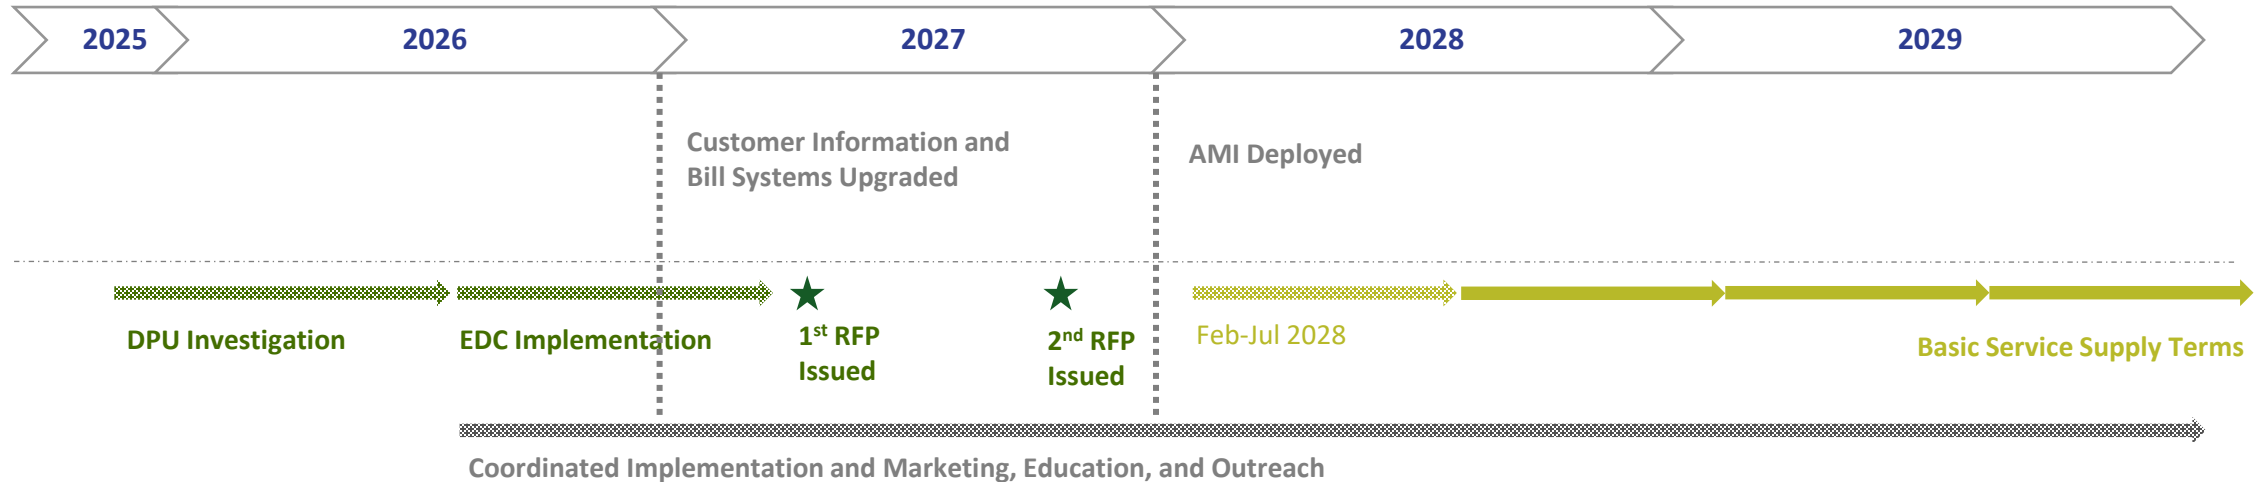 2025
2026
2027
2028
2029
Customer Information and
Bill Systems Upgraded
AMI Deployed
DPU Investigation
EDC Implementation
1st RFP
Issued
2nd RFP
Issued
Feb-Jul 2028
Basic Service Supply Terms
Coordinated Implementation and Marketing, Education, and Outreach